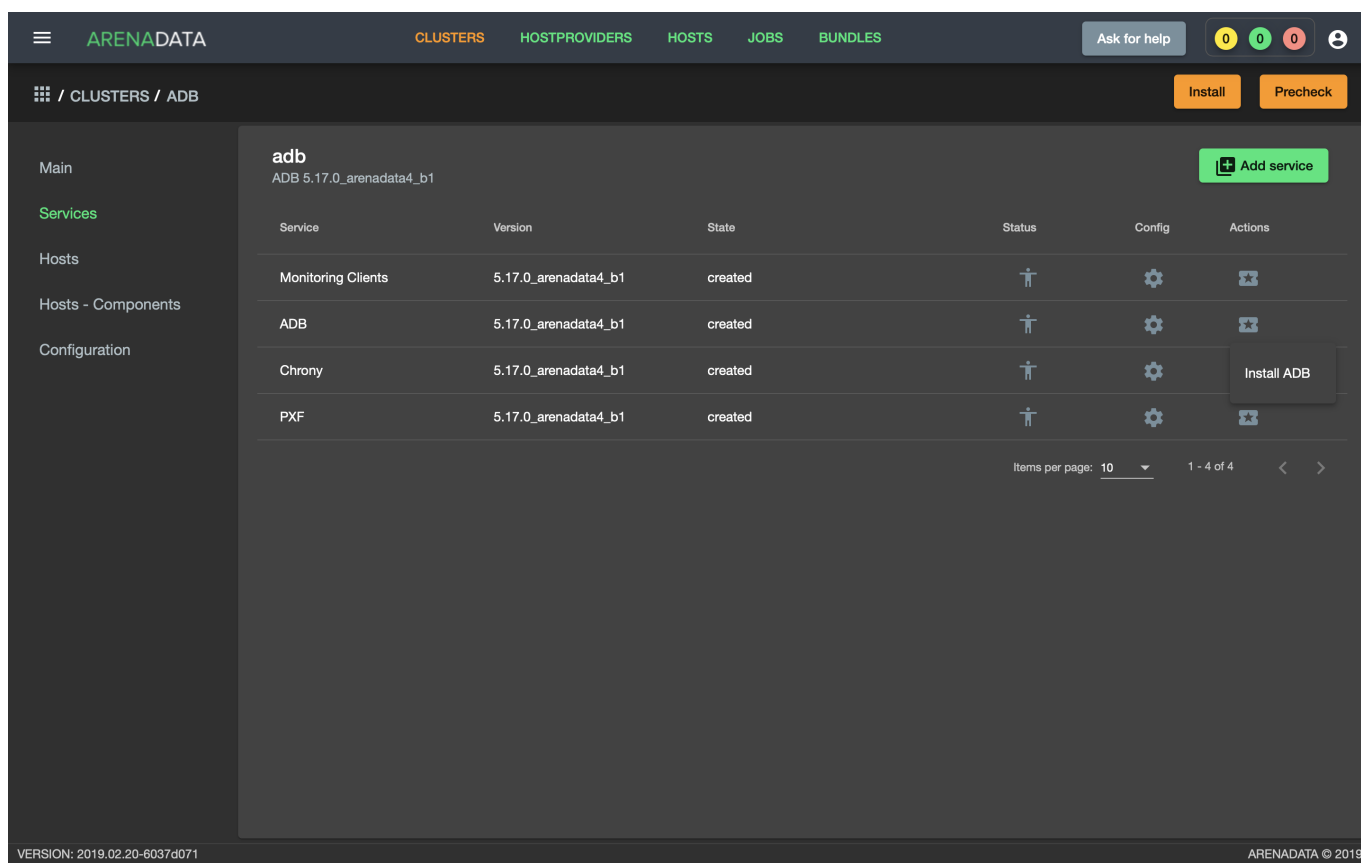 ARENADATA CLUSTERS HOSTPROVIDERS HOSTS JOBS BUNDLES Ask for help 0 0 0
/ CLUSTERS / ADB Install Precheck
Main
Services
Hosts
Hosts - Components
Configuration
adb
ADB 5.17.0_arenadata4_b1
Add service
Service Version State Status Config Actions
Monitoring Clients 5.17.0_arenadata4_b1 created
ADB 5.17.0_arenadata4_b1 created
Chrony 5.17.0_arenadata4_b1 created
Install ADB
PXF 5.17.0_arenadata4_b1 created
Items per page: 10 1 - 4 of 4
VERSION: 2019.02.20-6037d071 ARENADATA © 2019